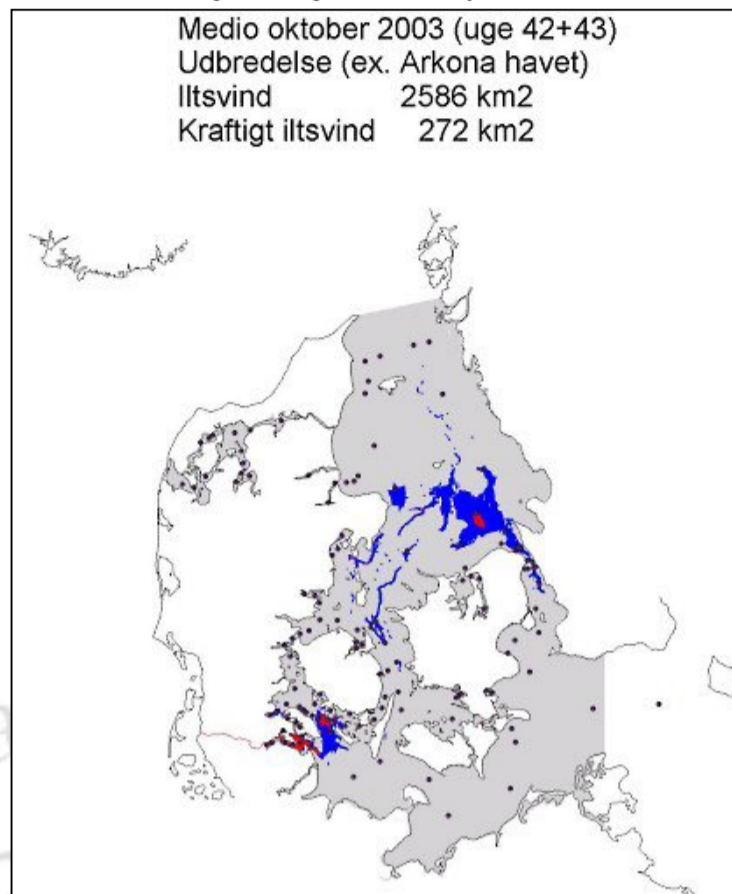 Medio oktober 2003 (uge 42+43)
Udbredelse (ex. Arkona havet)
Iltsvind 2586 km2
Kraftigt iltsvind 272 km2